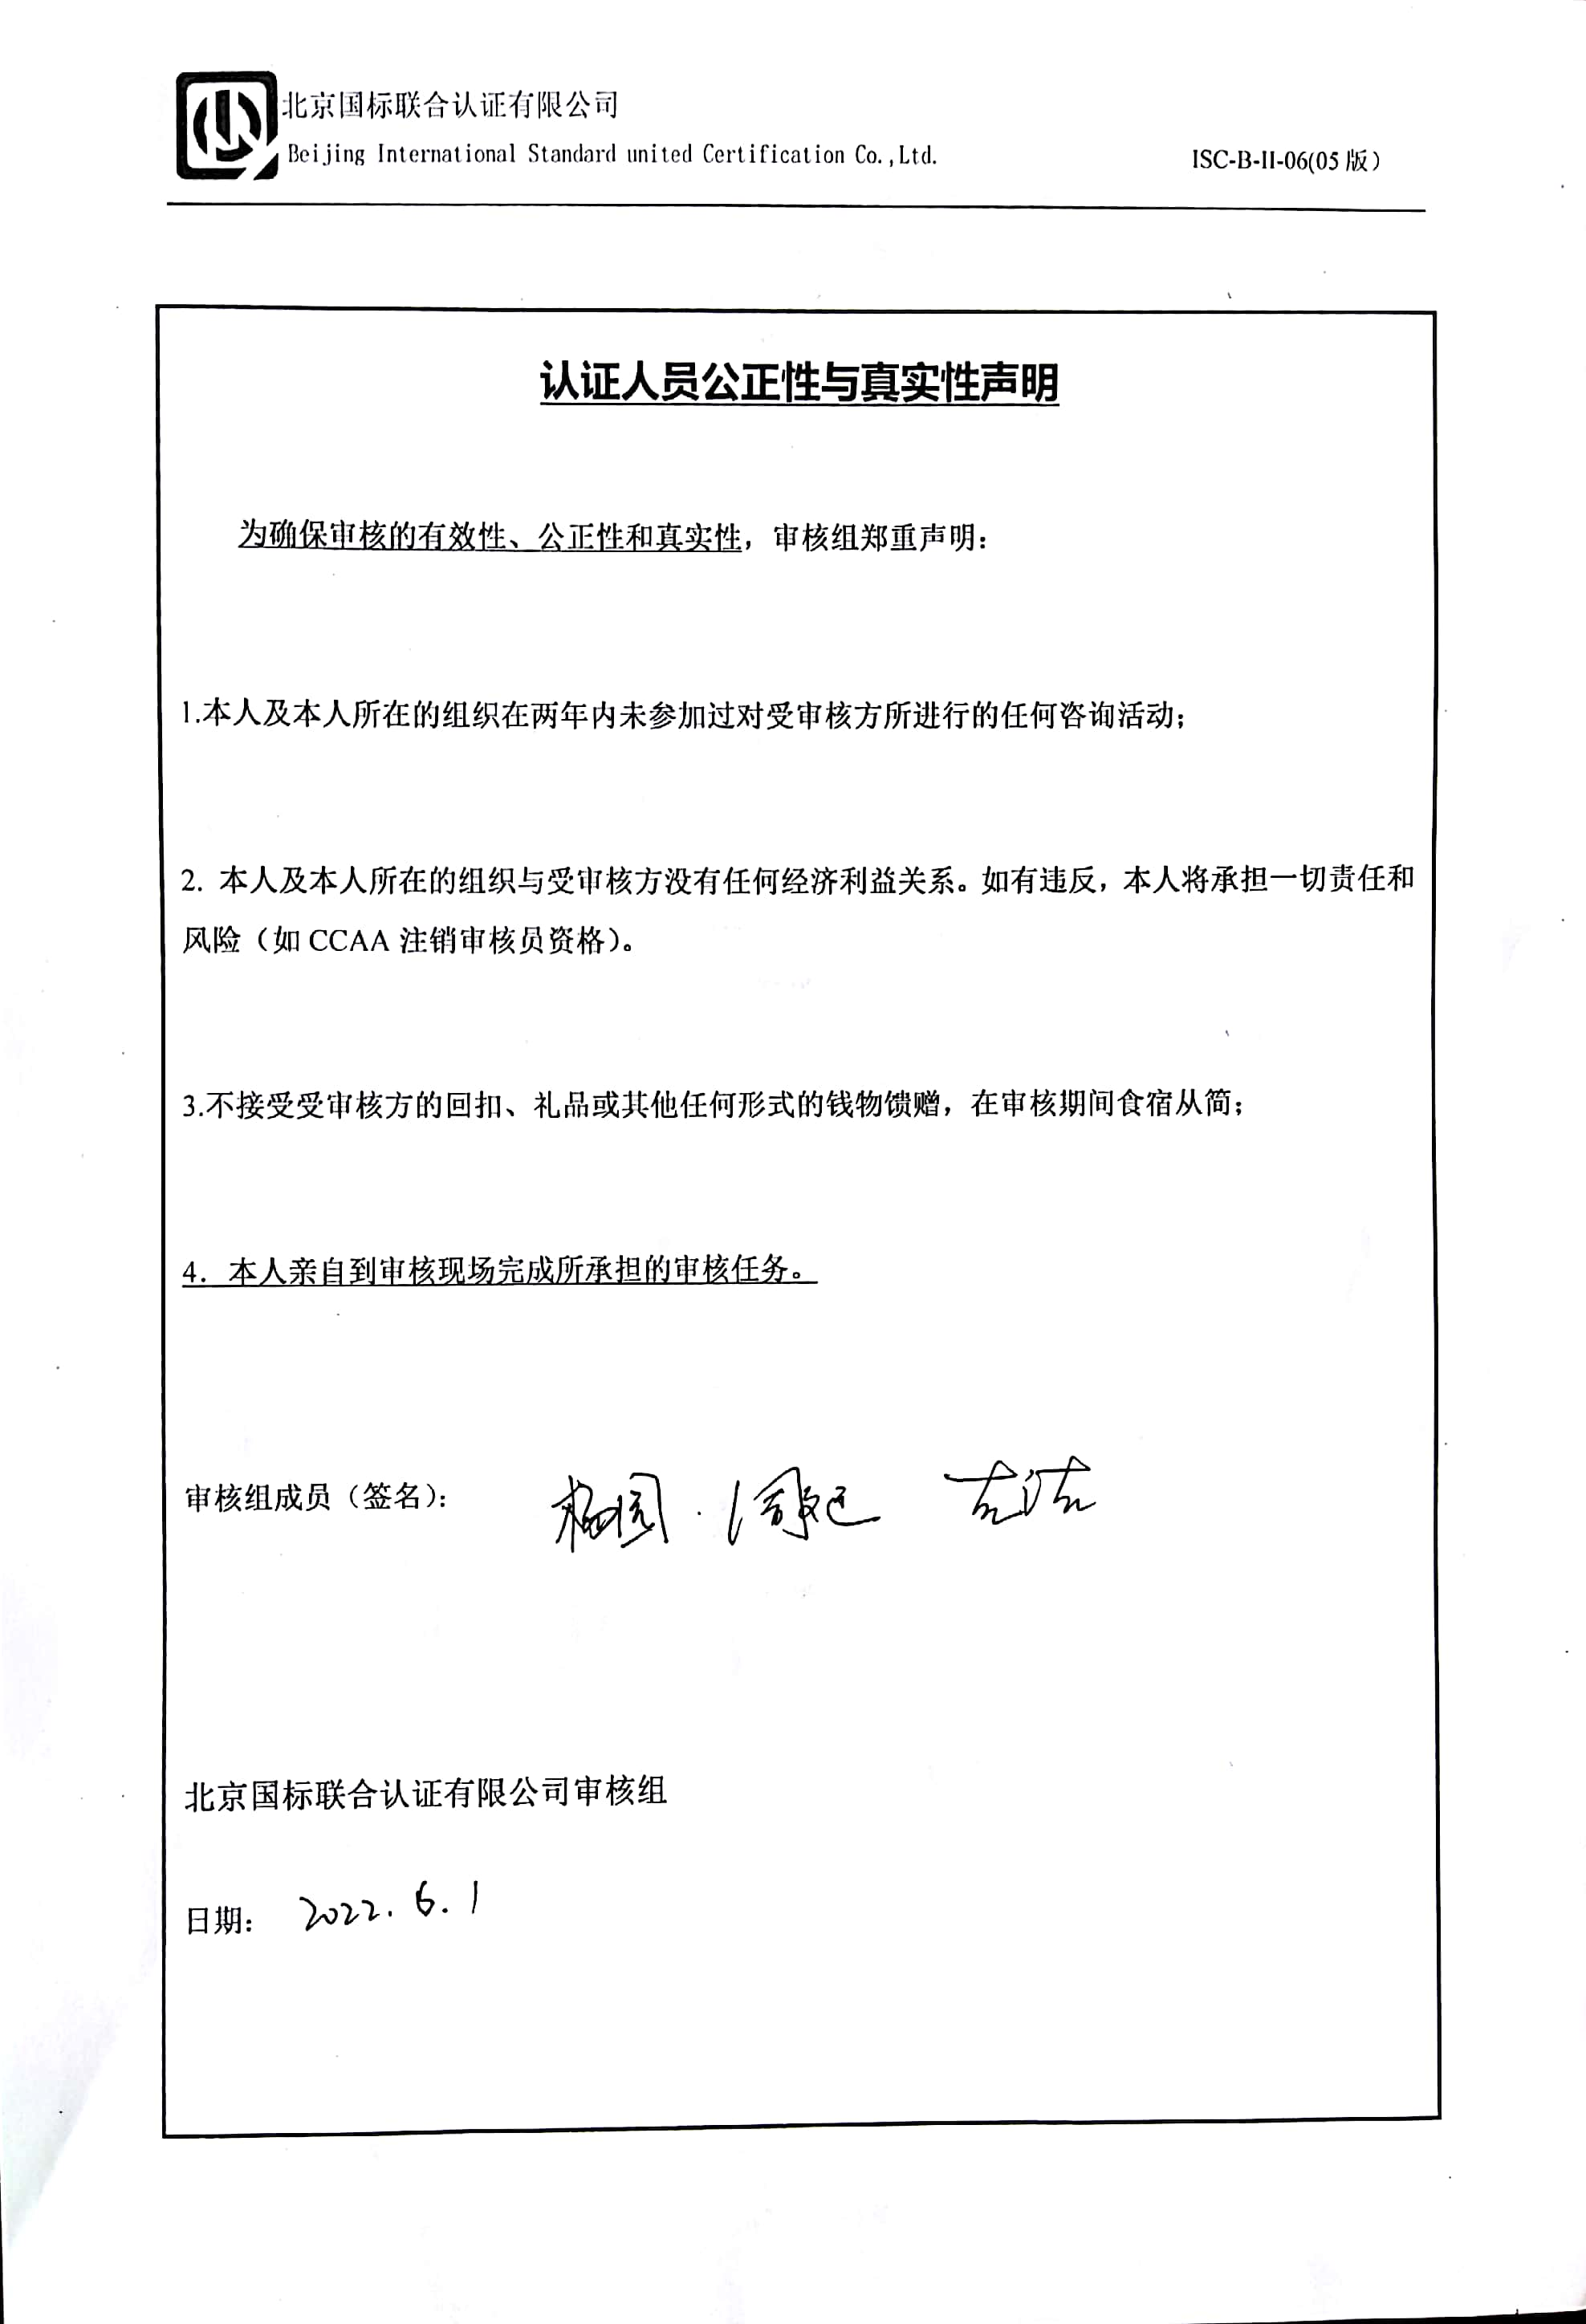 北京国标联合认证有限公司
Beijing International Standard united Certification Co.,Ltd.
ISC-B-II-06(05版)
认证人员公正性与真实性声明
为确保审核的有效性、公正性和真实性，审核组郑重声明：
1.本人及本人所在的组织在两年内未参加过对受审核方所进行的任何咨询活动；
2. 本人及本人所在的组织与受审核方没有任何经济利益关系。如有违反，本人将承担一切责任和
风险（如 CCAA 注销审核员资格）。
3.不接受受审核方的回扣、礼品或其他任何形式的钱物馈赠，在审核期间食宿从简；
4. 本人亲自到审核现场完成所承担的审核任务。
审核组成员（签名）：
北京国标联合认证有限公司审核组
日期： 2022.6.1